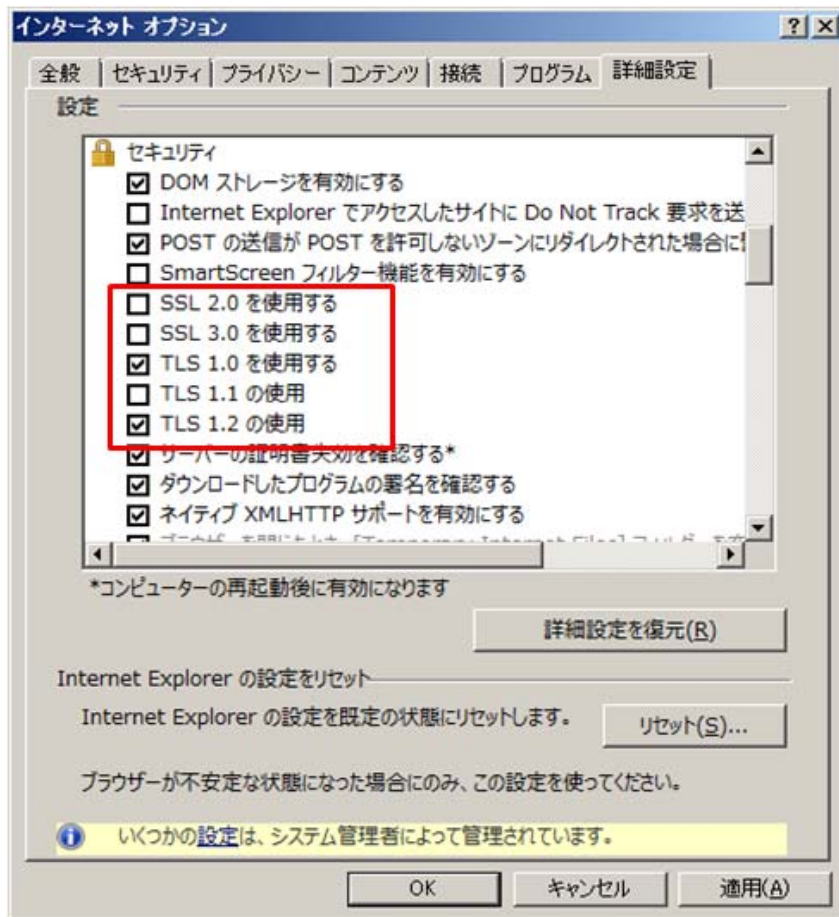 インターネット オプション
全般 セキュリティ プライバシー コンテンツ 接続 プログラム 詳細設定
設定
セキュリティ
DOM ストレージを有効にする
Internet Explorer でアクセスしたサイトに Do Not Track 要求を送
POST の送信が POST を許可しないゾーンにリダイレクトされた場合に
SmartScreen フィルター機能を有効にする
SSL 2.0 を使用する
SSL 3.0 を使用する
TLS 1.0 を使用する
TLS 1.1 の使用
TLS 1.2 の使用
サーバーの証明書失効を確認する*
ダウンロードしたプログラムの署名を確認する
ネイティブ XMLHTTP サポートを有効にする
*コンピューターの再起動後に有効になります
詳細設定を復元(R)
Internet Explorer の設定をリセット
Internet Explorer の設定を既定の状態にリセットします。
リセット(S)...
ブラウザーが不安定な状態になった場合にのみ、この設定を使ってください。
いくつかの設定は、システム管理者によって管理されています。
OK キャンセル 適用(A)